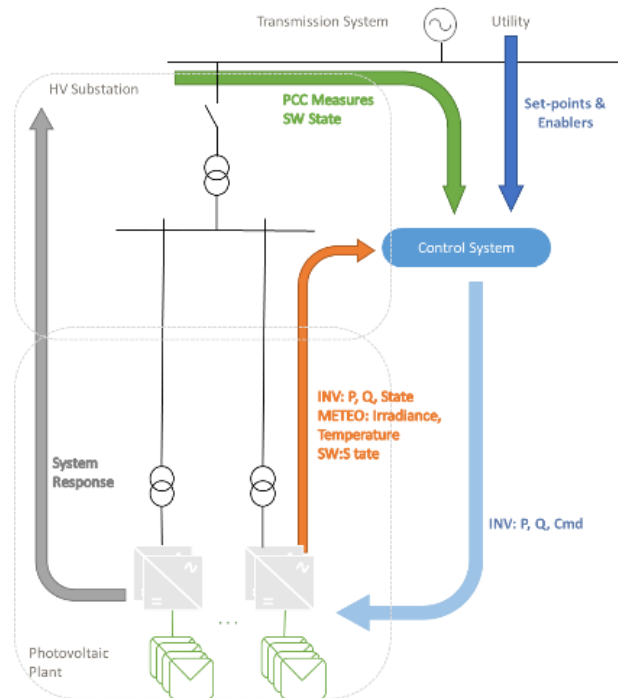 Transmission System
Utility
HV Substation
PCC Measures
SW State
Set-points &
Enablers
Control System
INV: P, Q, State
METEO: Irradiance,
Temperature
SW:S tate
System
Response
INV: P, Q, Cmd
...
Photovoltaic
Plant